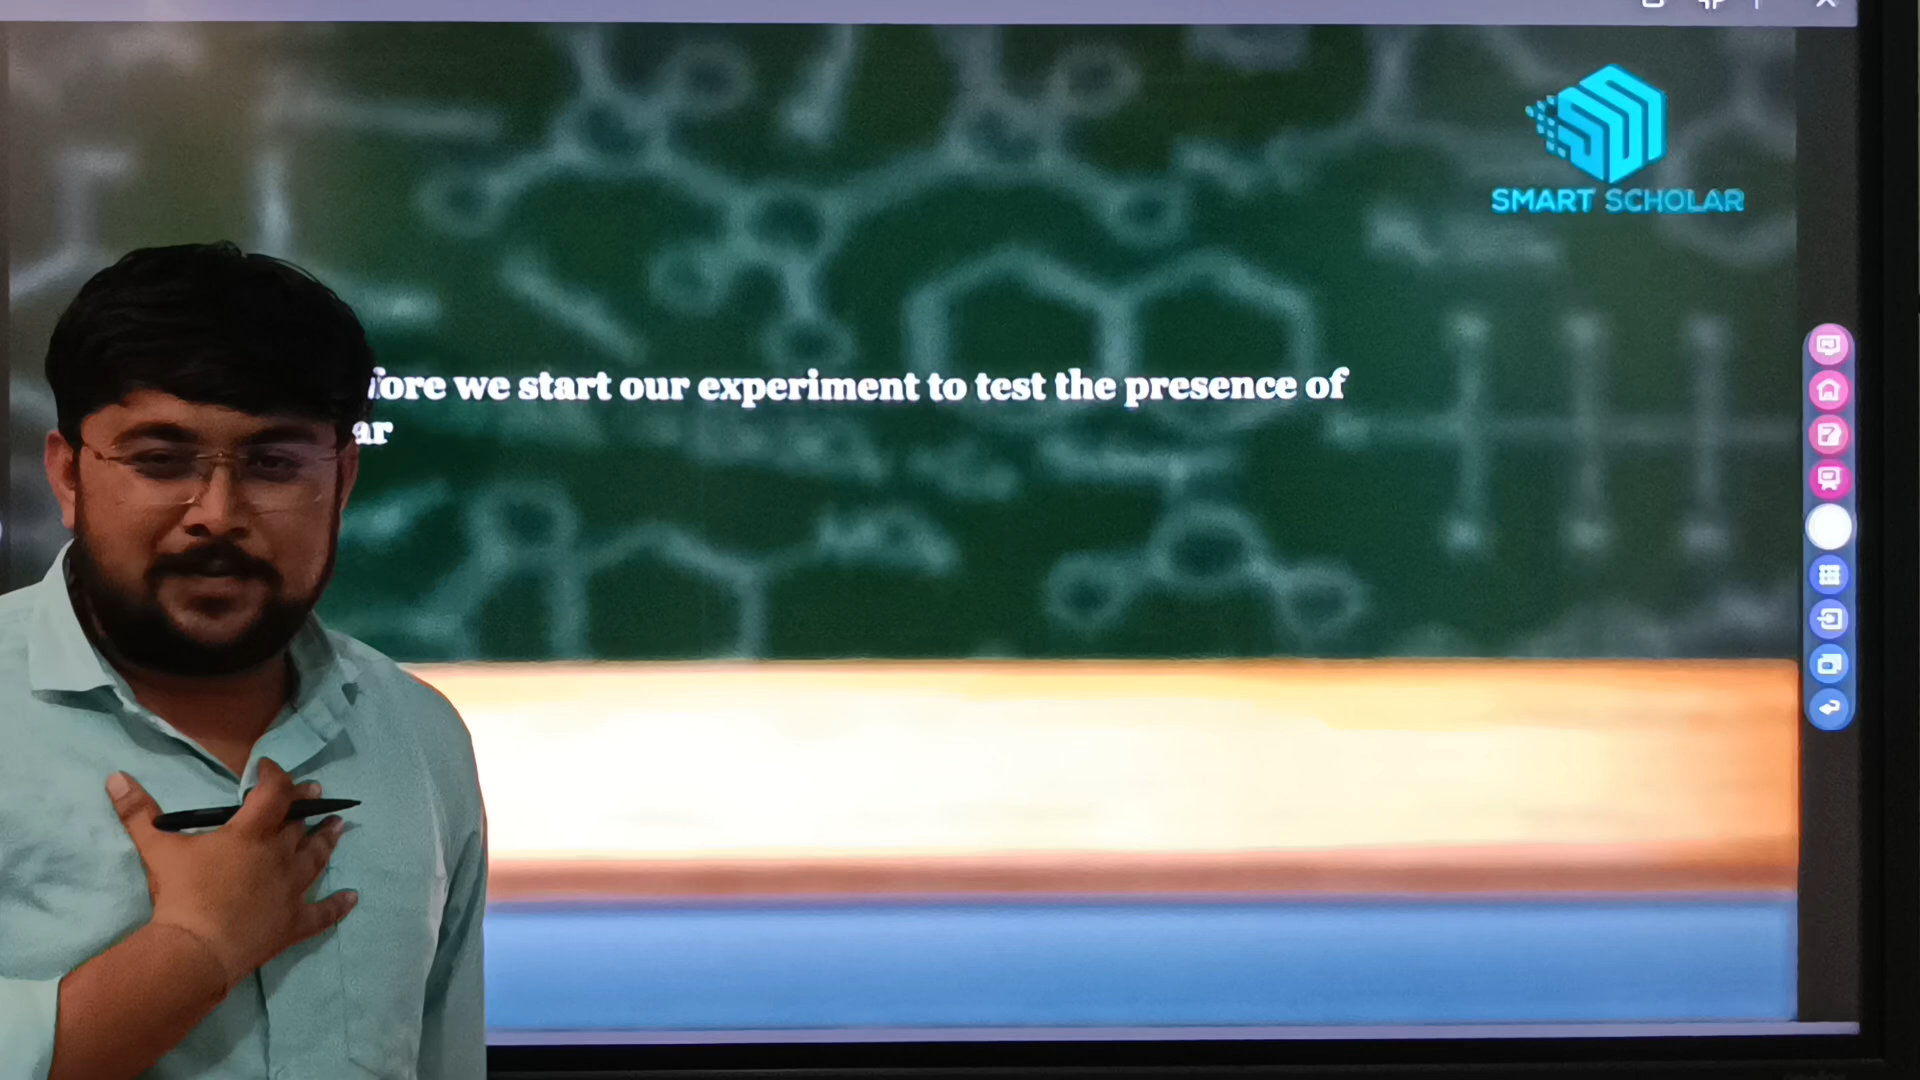 SMART SCHOLAR
fore we start our experiment to test the presence of
ar